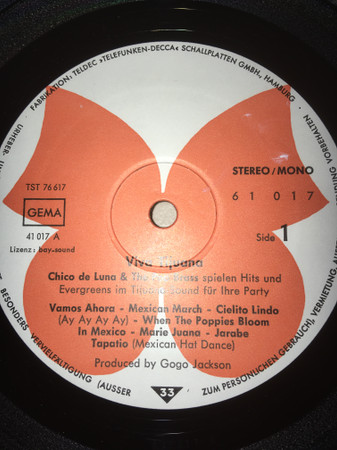 FABRIKATION: TELDEC »TELEFUNKEN-DECCA« SCHALLPLATTEN GMBH., HAMBURG
URHEBER-
VORBEHALTEN
STEREO/MONO
TST 76 617
61 017
GEMA
41 017 A
Side 1
Lizenz: bay-sound
Viva Tijuana
Chico de Luna & The Brass spielen Hits und
Evergreens im Tijuana Sound für Ihre Party
Vamos Ahora - Mexican March - Cielito Lindo
(Ay Ay Ay Ay) - When The Poppies Bloom
In Mexico - Marie Juana - Jarabe
Tapatio (Mexican Hat Dance)
Produced by Gogo Jackson
33
BESONDERS VERVIELFÄLTIGUNG (AUSSER
ZUM PERSÖNLICHEN GEBRAUCH), VERMIETUNG,